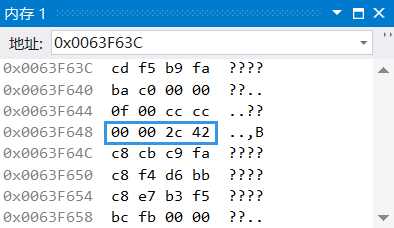 内存 1
地址: 0x0063F63C
0x0063F63C cd f5 b9 fa ????
0x0063F640 ba c0 00 00 ??..
0x0063F644 0f 00 cc cc ..??
0x0063F648 00 00 2c 42 ..,B
0x0063F64C c8 cb c9 fa ????
0x0063F650 c8 f4 d6 bb ????
0x0063F654 c8 e7 b3 f5 ????
0x0063F658 bc fb 00 00 ??..